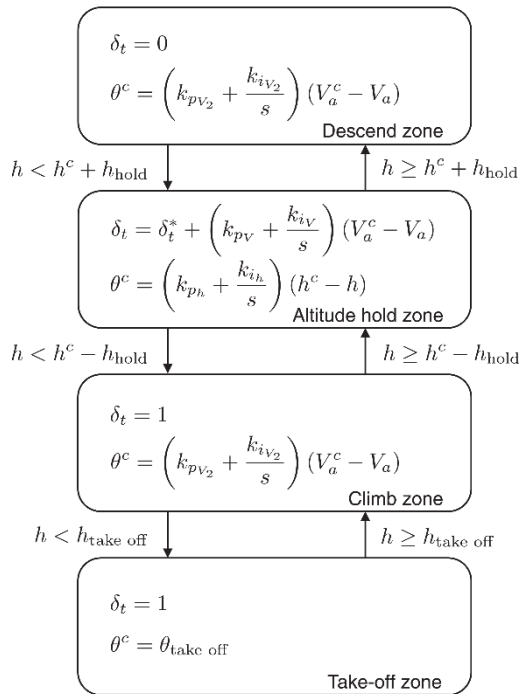 δ_t = 0
θ^c = (k_{p_{V_2}} + k_{i_{V_2}}/s) (V_a^c − V_a)
Descend zone
h < h^c + h_hold
h ≥ h^c + h_hold
δ_t = δ_t^* + (k_{p_V} + k_{i_V}/s) (V_a^c − V_a)
θ^c = (k_{p_h} + k_{i_h}/s) (h^c − h)
Altitude hold zone
h < h^c − h_hold
h ≥ h^c − h_hold
δ_t = 1
θ^c = (k_{p_{V_2}} + k_{i_{V_2}}/s) (V_a^c − V_a)
Climb zone
h < h_take off
h ≥ h_take off
δ_t = 1
θ^c = θ_take off
Take-off zone